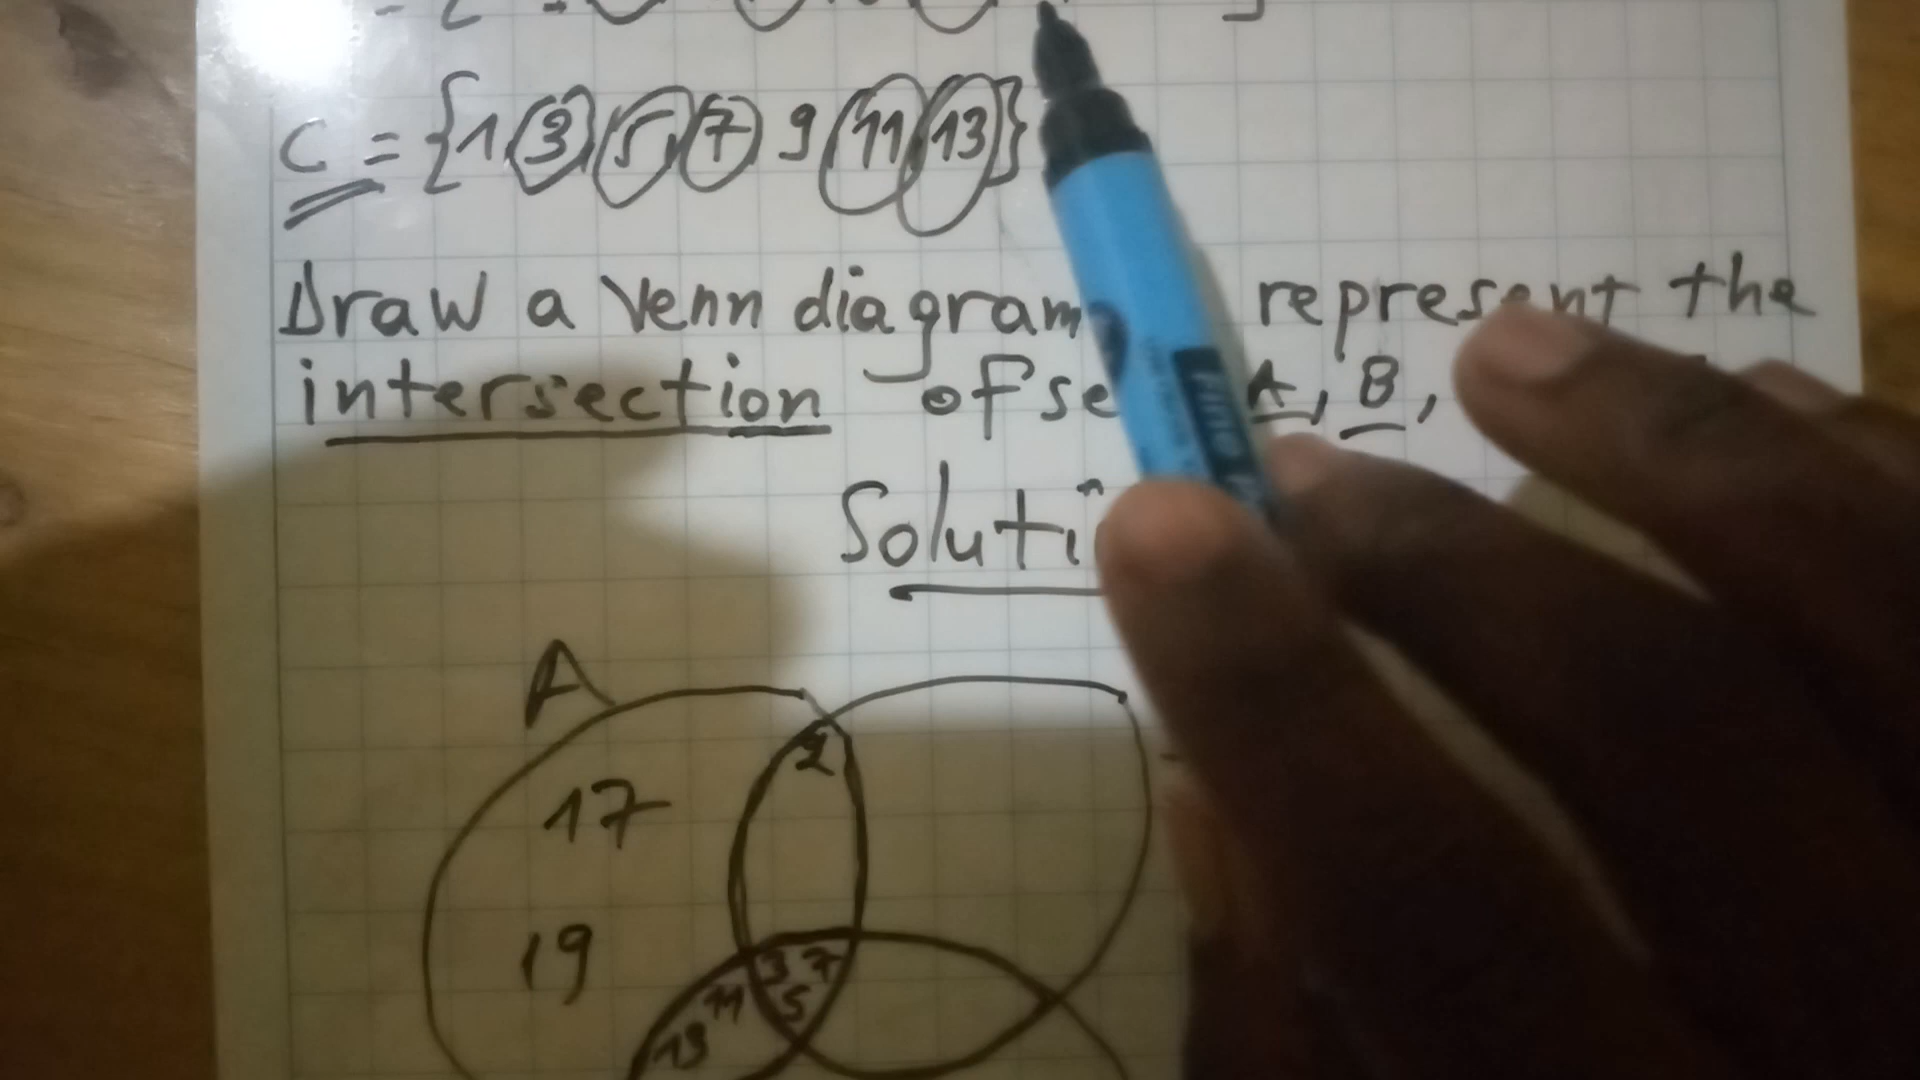 C = {1 3 5 7 9 11 13}
Draw a Venn diagram represent the
intersection of A, B,
Soluti
A
2
17
19
3 7
11 5
13
Fine